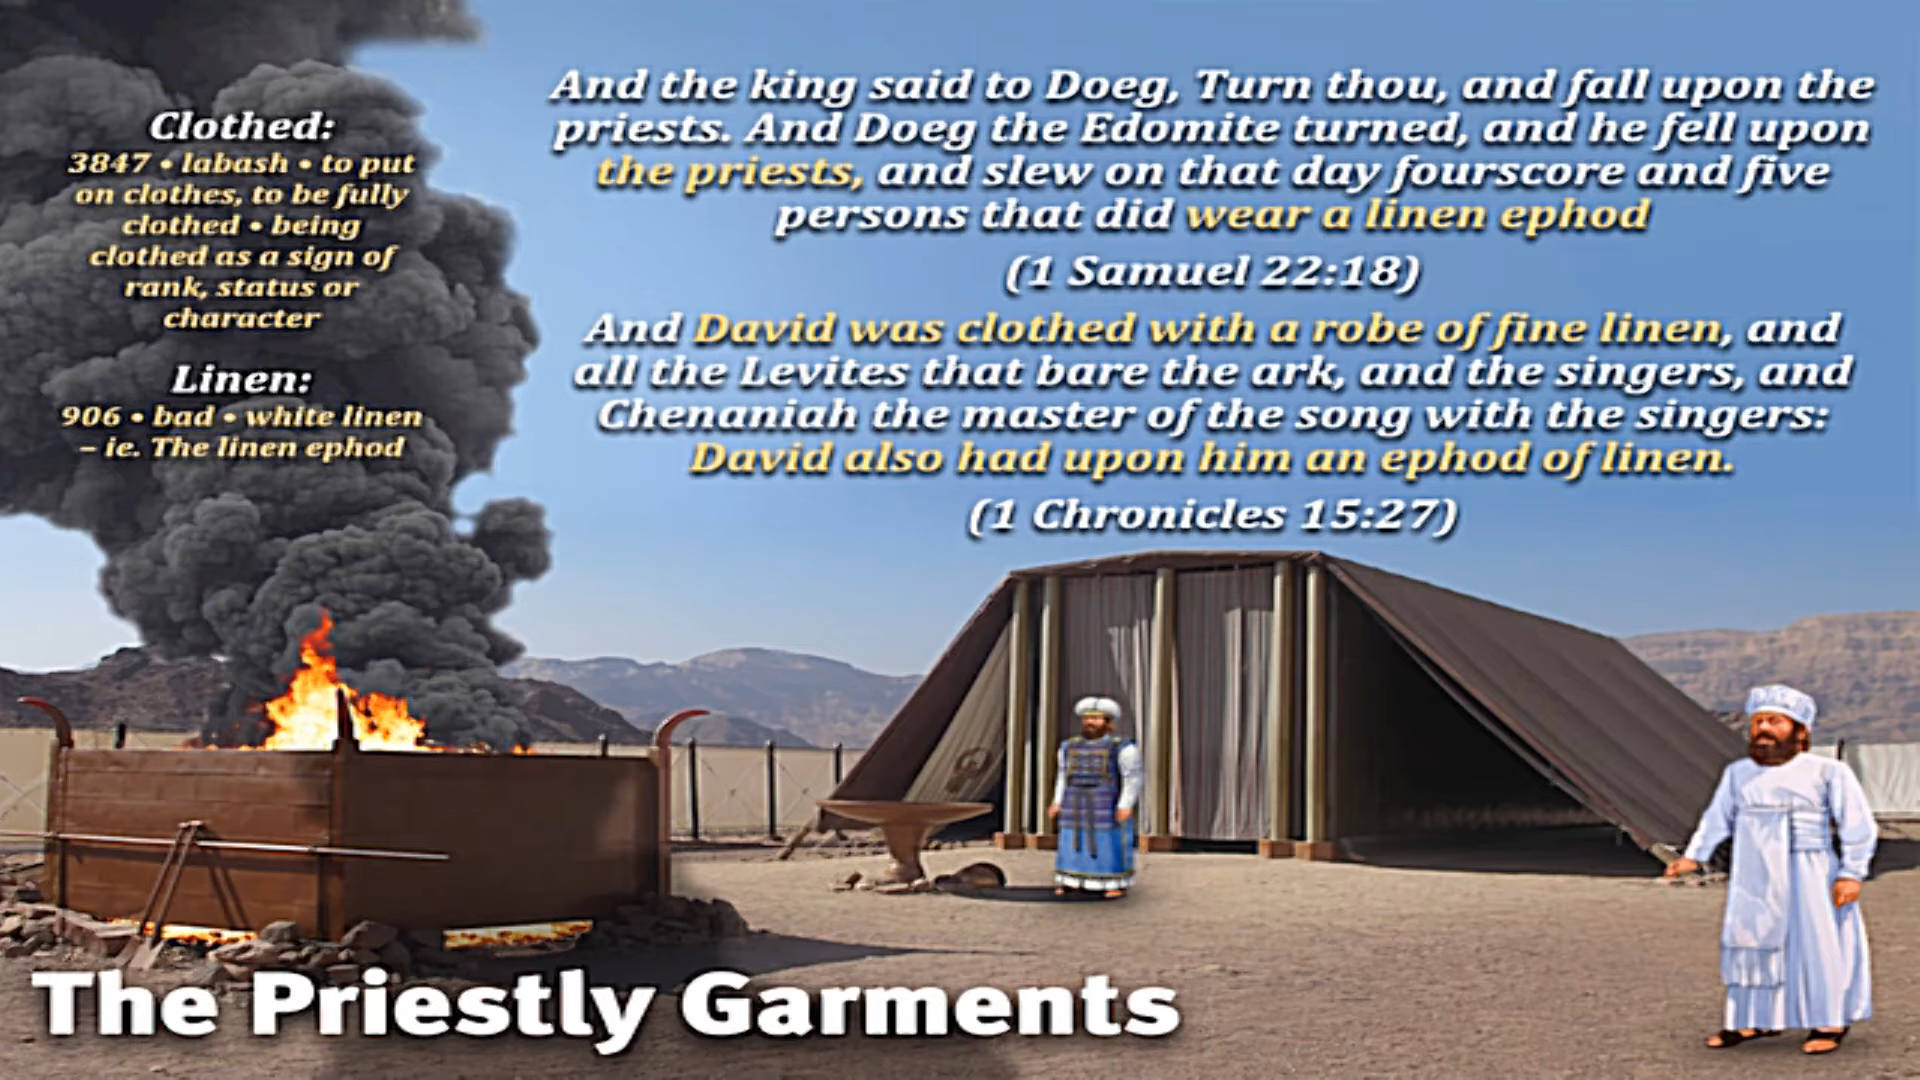 Clothed:
3847 • labash • to put
on clothes, to be fully
clothed • being
clothed as a sign of
rank, status or
character
Linen:
906 • bad • white linen
– ie. The linen ephod
And the king said to Doeg, Turn thou, and fall upon the
priests. And Doeg the Edomite turned, and he fell upon
the priests, and slew on that day fourscore and five
persons that did wear a linen ephod
(1 Samuel 22:18)
And David was clothed with a robe of fine linen, and
all the Levites that bare the ark, and the singers, and
Chenaniah the master of the song with the singers:
David also had upon him an ephod of linen.
(1 Chronicles 15:27)
The Priestly Garments